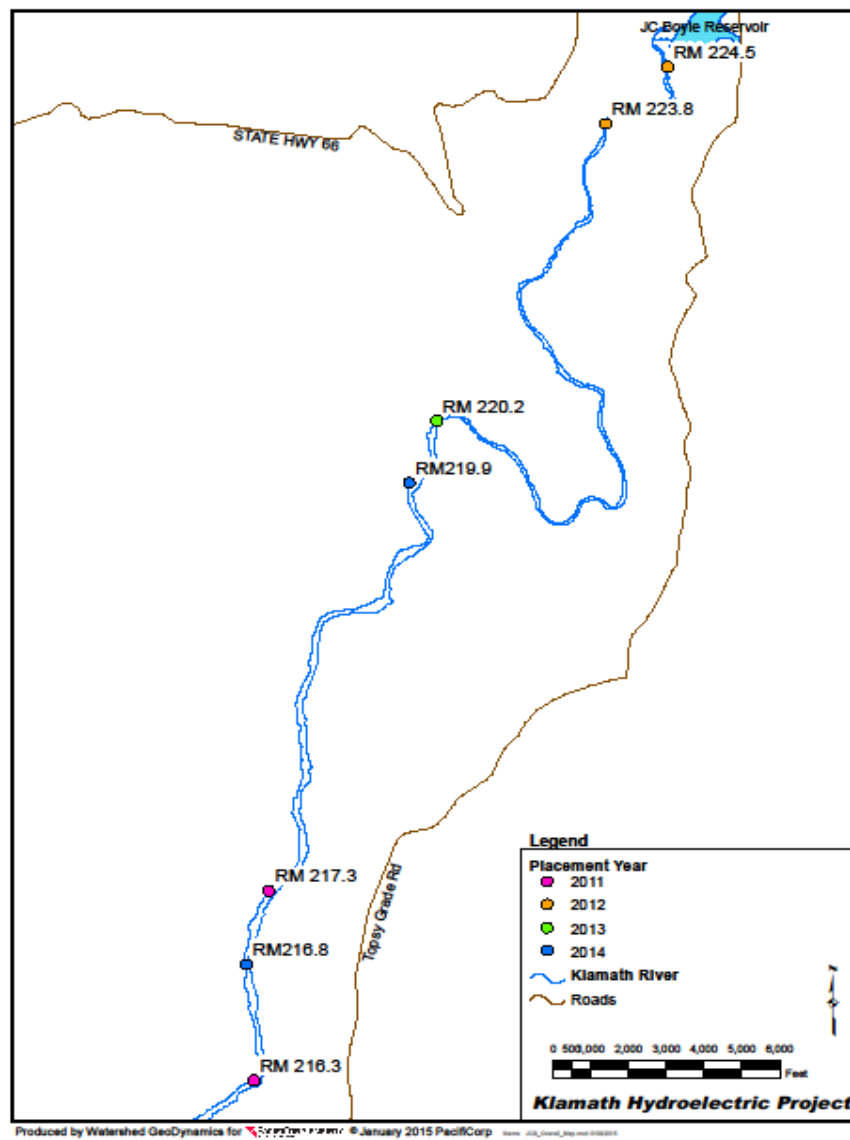 JC Boyle Reservoir
RM 224.5
RM 223.8
STATE HWY 66
RM 220.2
RM219.9
RM 217.3
Topsy Grade Rd
RM216.8
RM 216.3
Legend
Placement Year
2011
2012
2013
2014
Klamath River
Roads
N
0 500 1,000 2,000 3,000 4,000 5,000 6,000
Feet
Klamath Hydroelectric Project
Produced by Watershed GeoDynamics for © January 2015 PacifiCorp